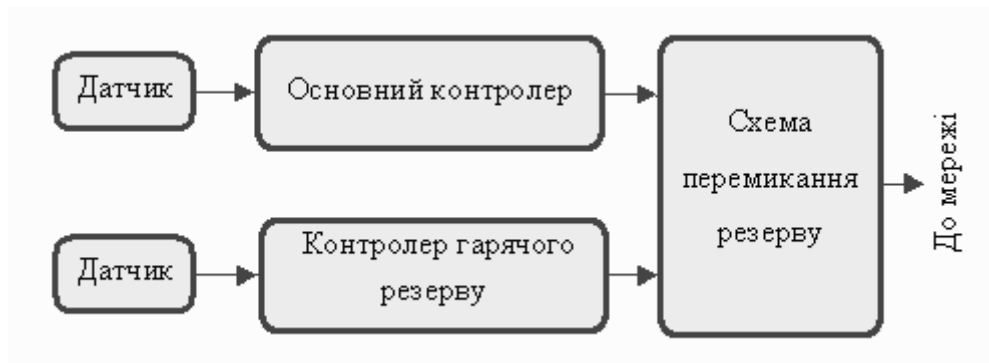 Датчик
Основний контролер
Датчик
Контролер гарячого
резерву
Схема
перемикання
резерву
До мережі